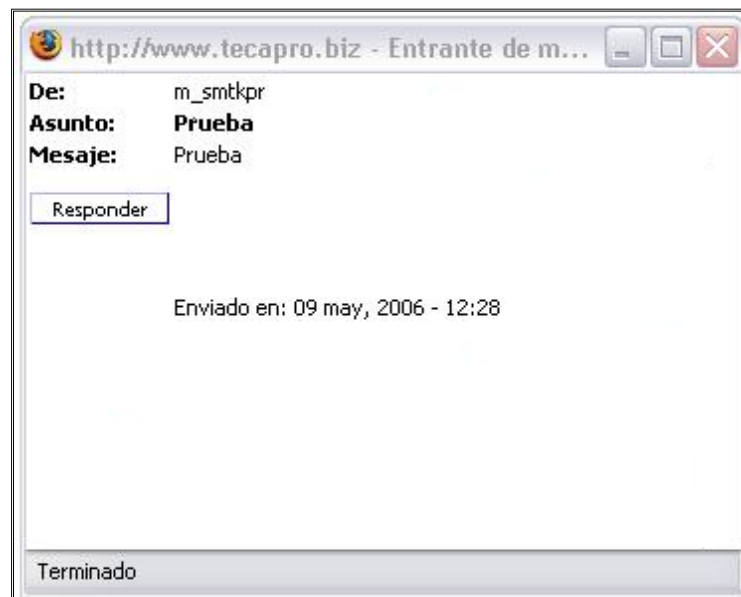 http://www.tecapro.biz - Entrante de m...
De: m_smtkpr
Asunto: Prueba
Mesaje: Prueba
Responder
Enviado en: 09 may, 2006 - 12:28
Terminado